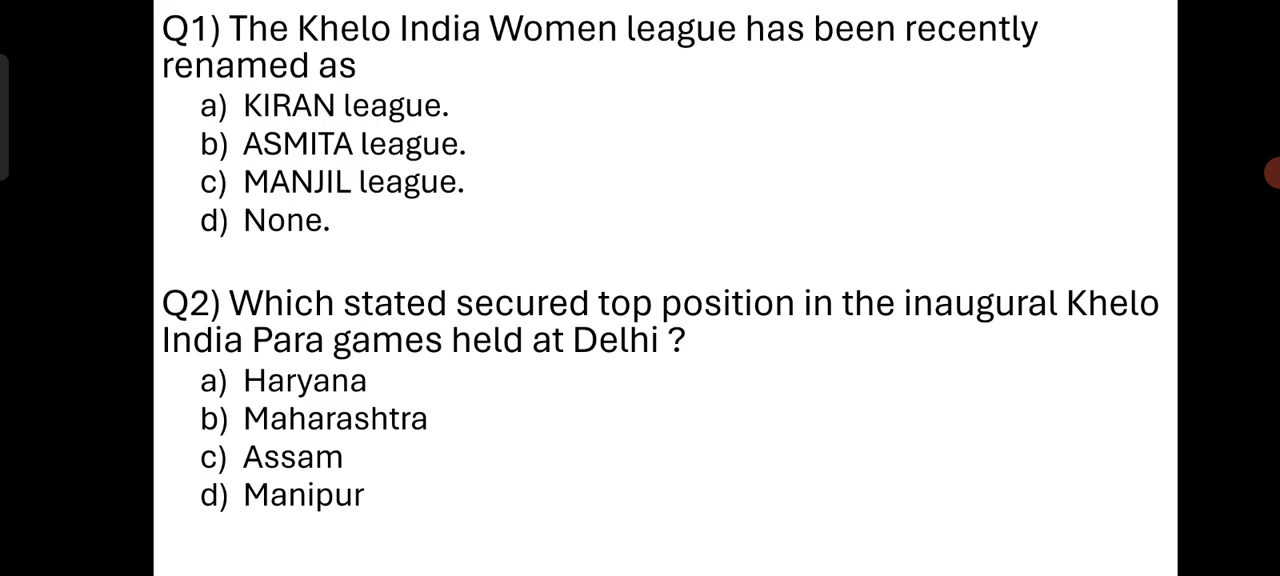 Q1) The Khelo India Women league has been recently
renamed as
a) KIRAN league.
b) ASMITA league.
c) MANJIL league.
d) None.
Q2) Which stated secured top position in the inaugural Khelo
India Para games held at Delhi ?
a) Haryana
b) Maharashtra
c) Assam
d) Manipur